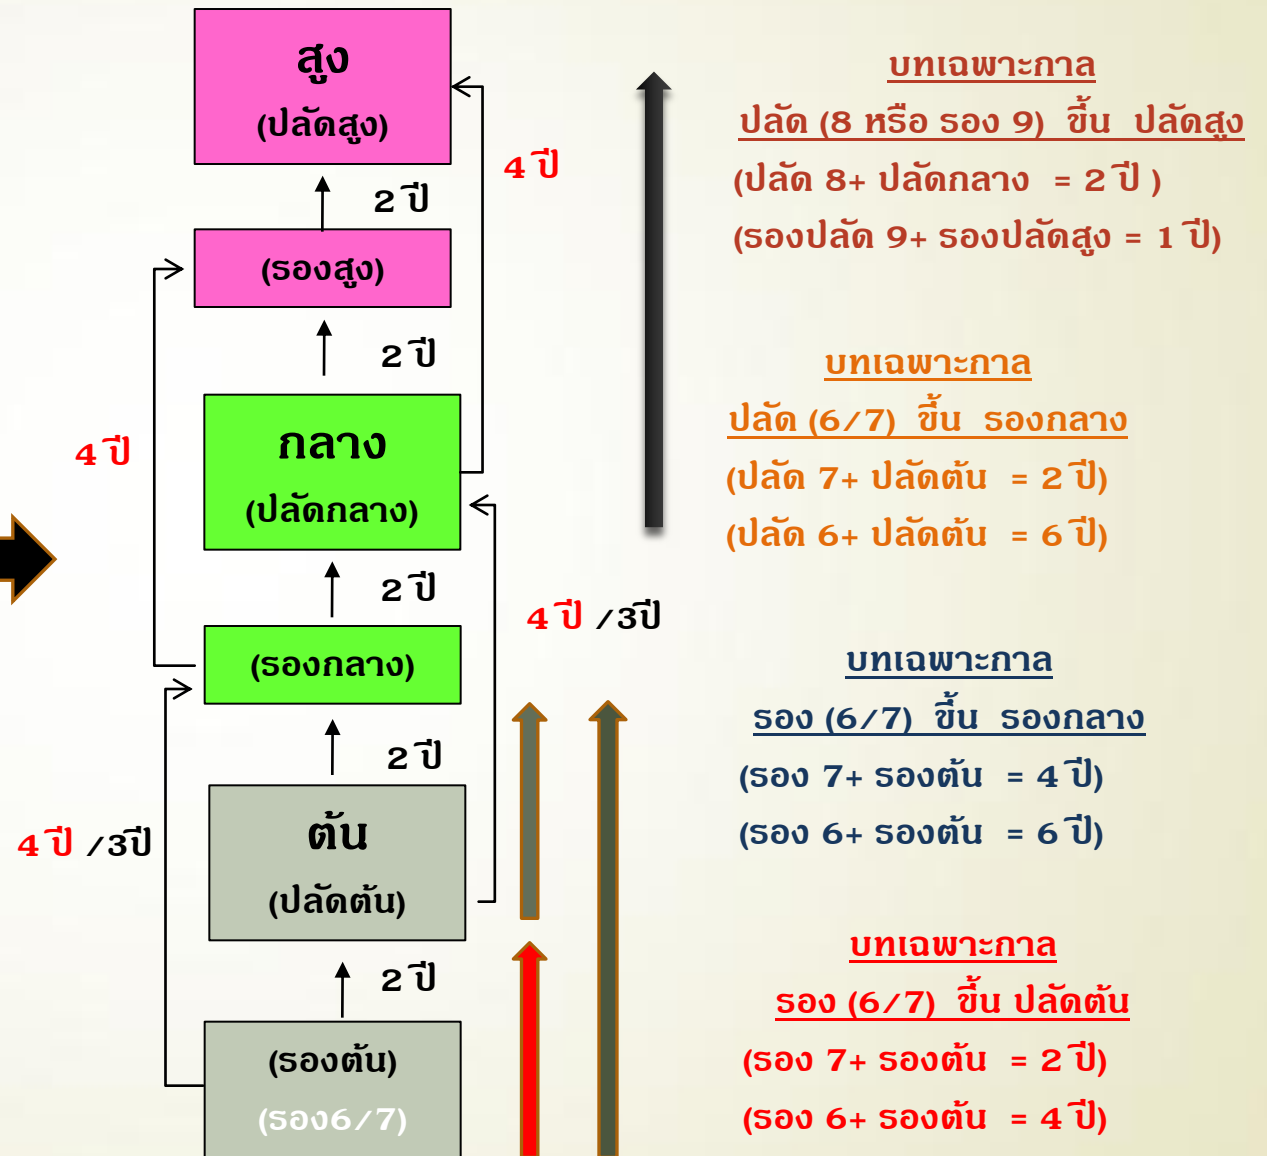 สูง
(ปลัดสูง)
4 ปี
2 ปี
(รองสูง)
2 ปี
กลาง
(ปลัดกลาง)
4 ปี
2 ปี
4 ปี /3ปี
(รองกลาง)
2 ปี
ต้น
(ปลัดต้น)
4 ปี /3ปี
2 ปี
(รองต้น)
(รอง6/7)
บทเฉพาะกาล
ปลัด (8 หรือ รอง 9) ขึ้น ปลัดสูง
(ปลัด 8+ ปลัดกลาง = 2 ปี )
(รองปลัด 9+ รองปลัดสูง = 1 ปี)
บทเฉพาะกาล
ปลัด (6/7) ขึ้น รองกลาง
(ปลัด 7+ ปลัดต้น = 2 ปี)
(ปลัด 6+ ปลัดต้น = 6 ปี)
บทเฉพาะกาล
รอง (6/7) ขึ้น รองกลาง
(รอง 7+ รองต้น = 4 ปี)
(รอง 6+ รองต้น = 6 ปี)
บทเฉพาะกาล
รอง (6/7) ขึ้น ปลัดต้น
(รอง 7+ รองต้น = 2 ปี)
(รอง 6+ รองต้น = 4 ปี)